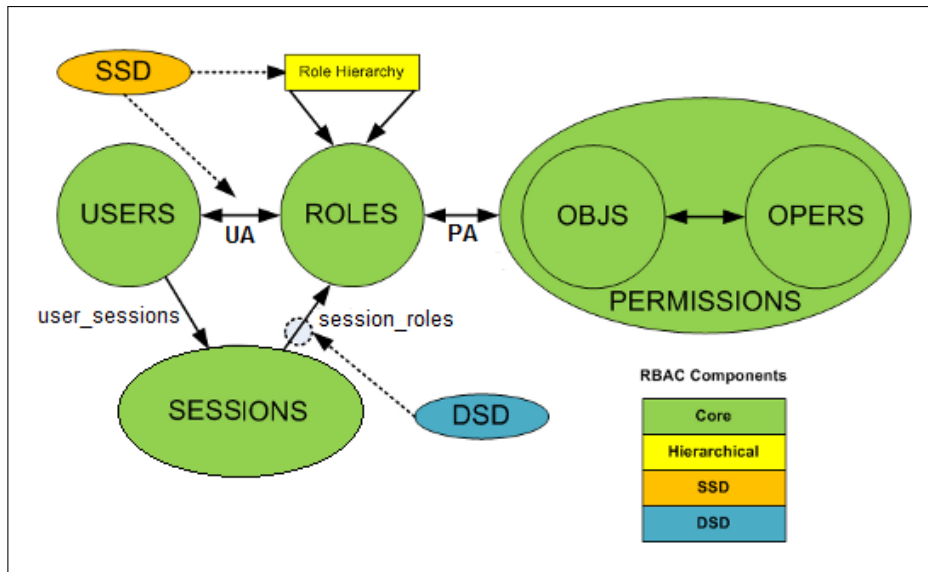 SSD
Role Hierarchy
USERS
UA
ROLES
PA
OBJS
OPERS
PERMISSIONS
user_sessions
session_roles
SESSIONS
DSD
RBAC Components
Core
Hierarchical
SSD
DSD